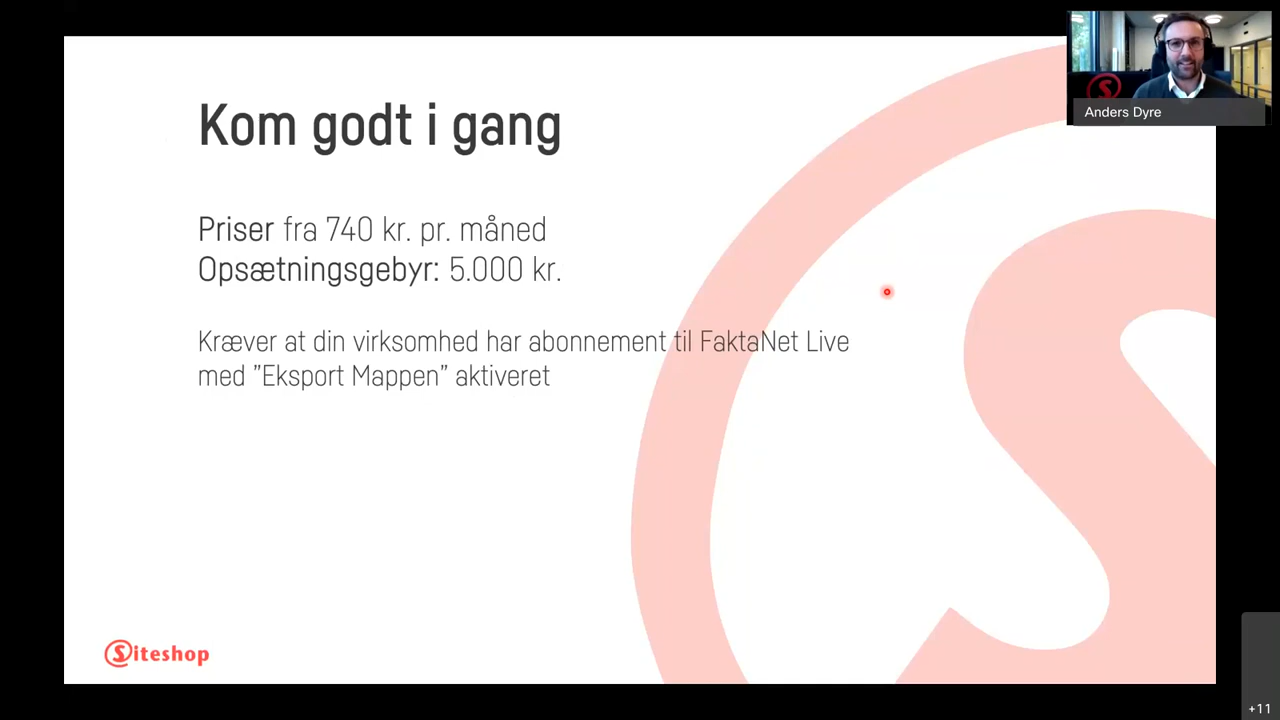 Kom godt i gang
Priser fra 740 kr. pr. måned
Opsætningsgebyr: 5.000 kr.
Kræver at din virksomhed har abonnement til FaktaNet Live
med ”Eksport Mappen” aktiveret
Siteshop
Anders Dyre
+11